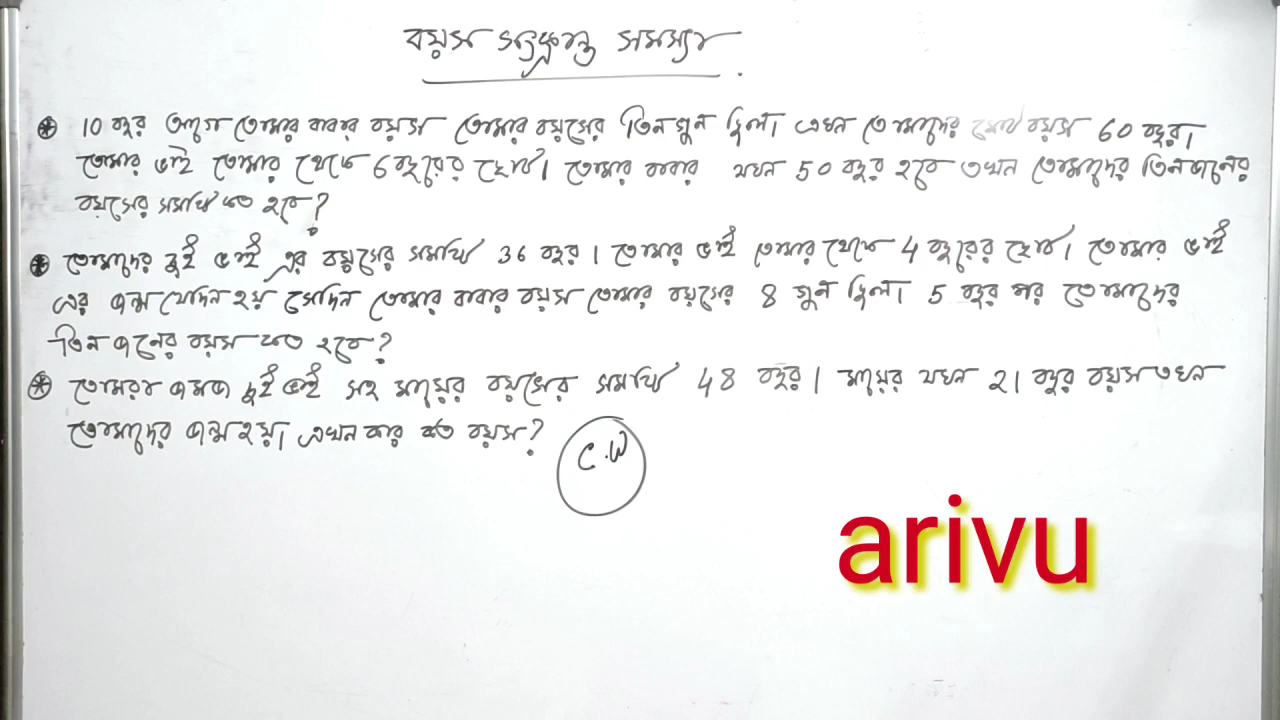 বয়স সংক্রান্ত সমস্যা
10 বছর আগে তোমার বাবার বয়স তোমার বয়সের তিনগুন ছিল। এখন তোমাদের মোট বয়স 60 বছর।
তোমার ভাই তোমার থেকে 6 বছরের ছোট। তোমার বাবার যখন 50 বছর হবে তখন তোমাদের তিনজনের
বয়সের সমষ্টি কত হবে?
তোমাদের দুই ভাই এর বয়সের সমষ্টি 36 বছর। তোমার ভাই তোমার থেকে 4 বছরের ছোট। তোমার ভাই
এর জন্ম যেদিন হয় সেদিন তোমার বাবার বয়স তোমার বয়সের 8 গুন ছিল। 5 বছর পর তোমাদের
তিন জনের বয়স কত হবে?
তোমরা জমজ দুই ভাই সহ মায়ের বয়সের সমষ্টি 48 বছর। মায়ের যখন 21 বছর বয়স তখন
তোমাদের জন্ম হয়। এখন কার কত বয়স?
C.W
arivu